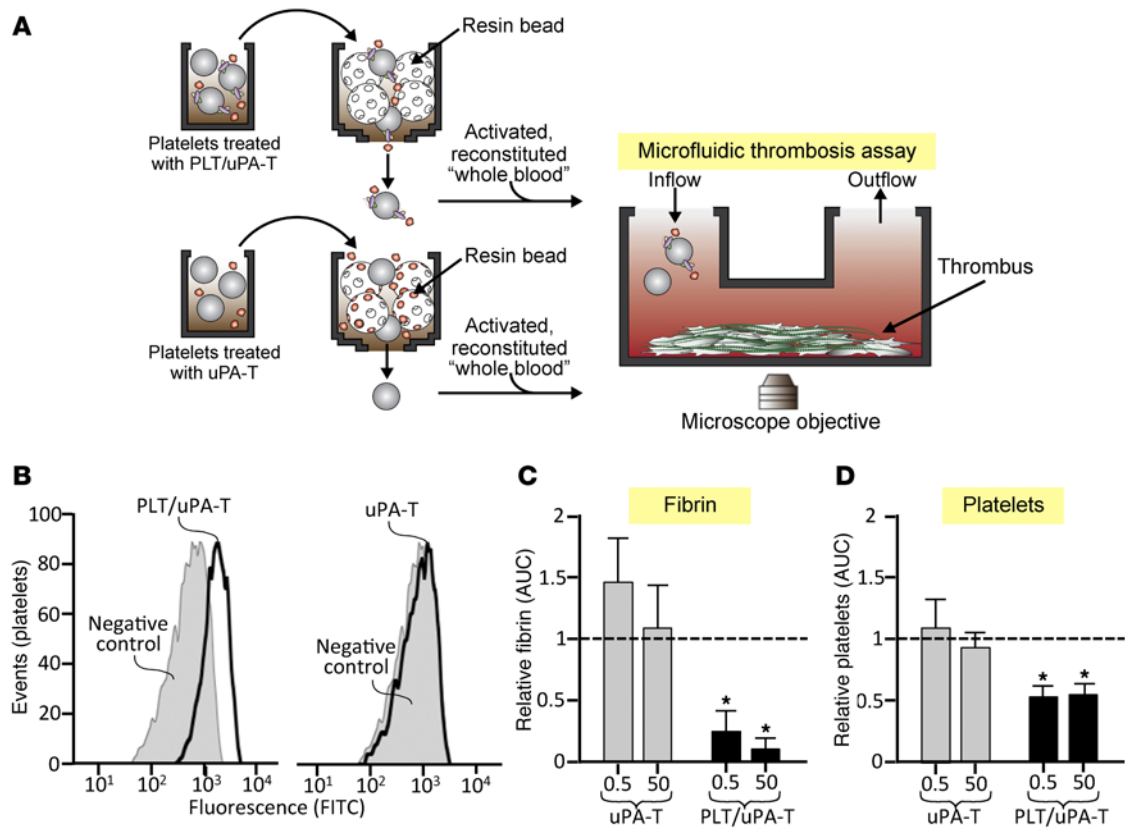 A
Resin bead
Platelets treated
with PLT/uPA-T
Activated,
reconstituted
“whole blood”
Microfluidic thrombosis assay
Inflow
Outflow
Resin bead
Thrombus
Platelets treated
with uPA-T
Activated,
reconstituted
“whole blood”
Microscope objective
B
PLT/uPA-T
uPA-T
Events (platelets)
100
80
60
40
20
0
Negative
control
Negative
control
10¹ 10² 10³ 10⁴
10¹ 10² 10³ 10⁴
Fluorescence (FITC)
C
Fibrin
Relative fibrin (AUC)
2
1.5
1
0.5
0
* *
0.5 50 0.5 50
uPA-T PLT/uPA-T
D
Platelets
Relative platelets (AUC)
2
1.5
1
0.5
0
* *
0.5 50 0.5 50
uPA-T PLT/uPA-T